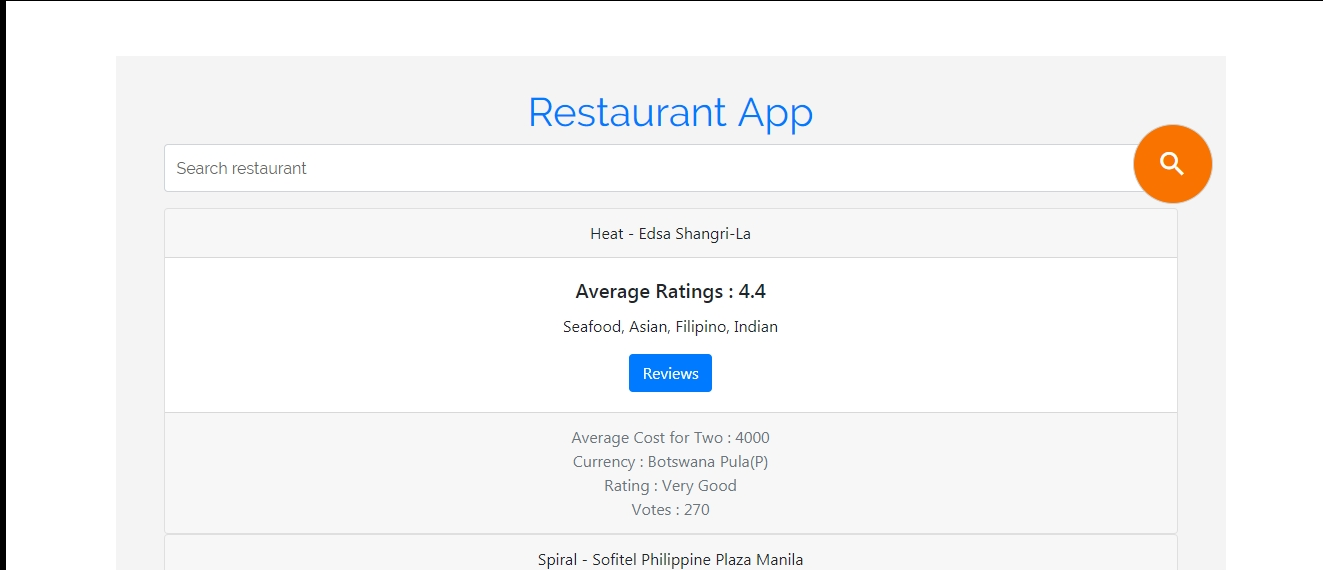 Restaurant App
Search restaurant
Heat - Edsa Shangri-La
Average Ratings : 4.4
Seafood, Asian, Filipino, Indian
Reviews
Average Cost for Two : 4000
Currency : Botswana Pula(P)
Rating : Very Good
Votes : 270
Spiral - Sofitel Philippine Plaza Manila